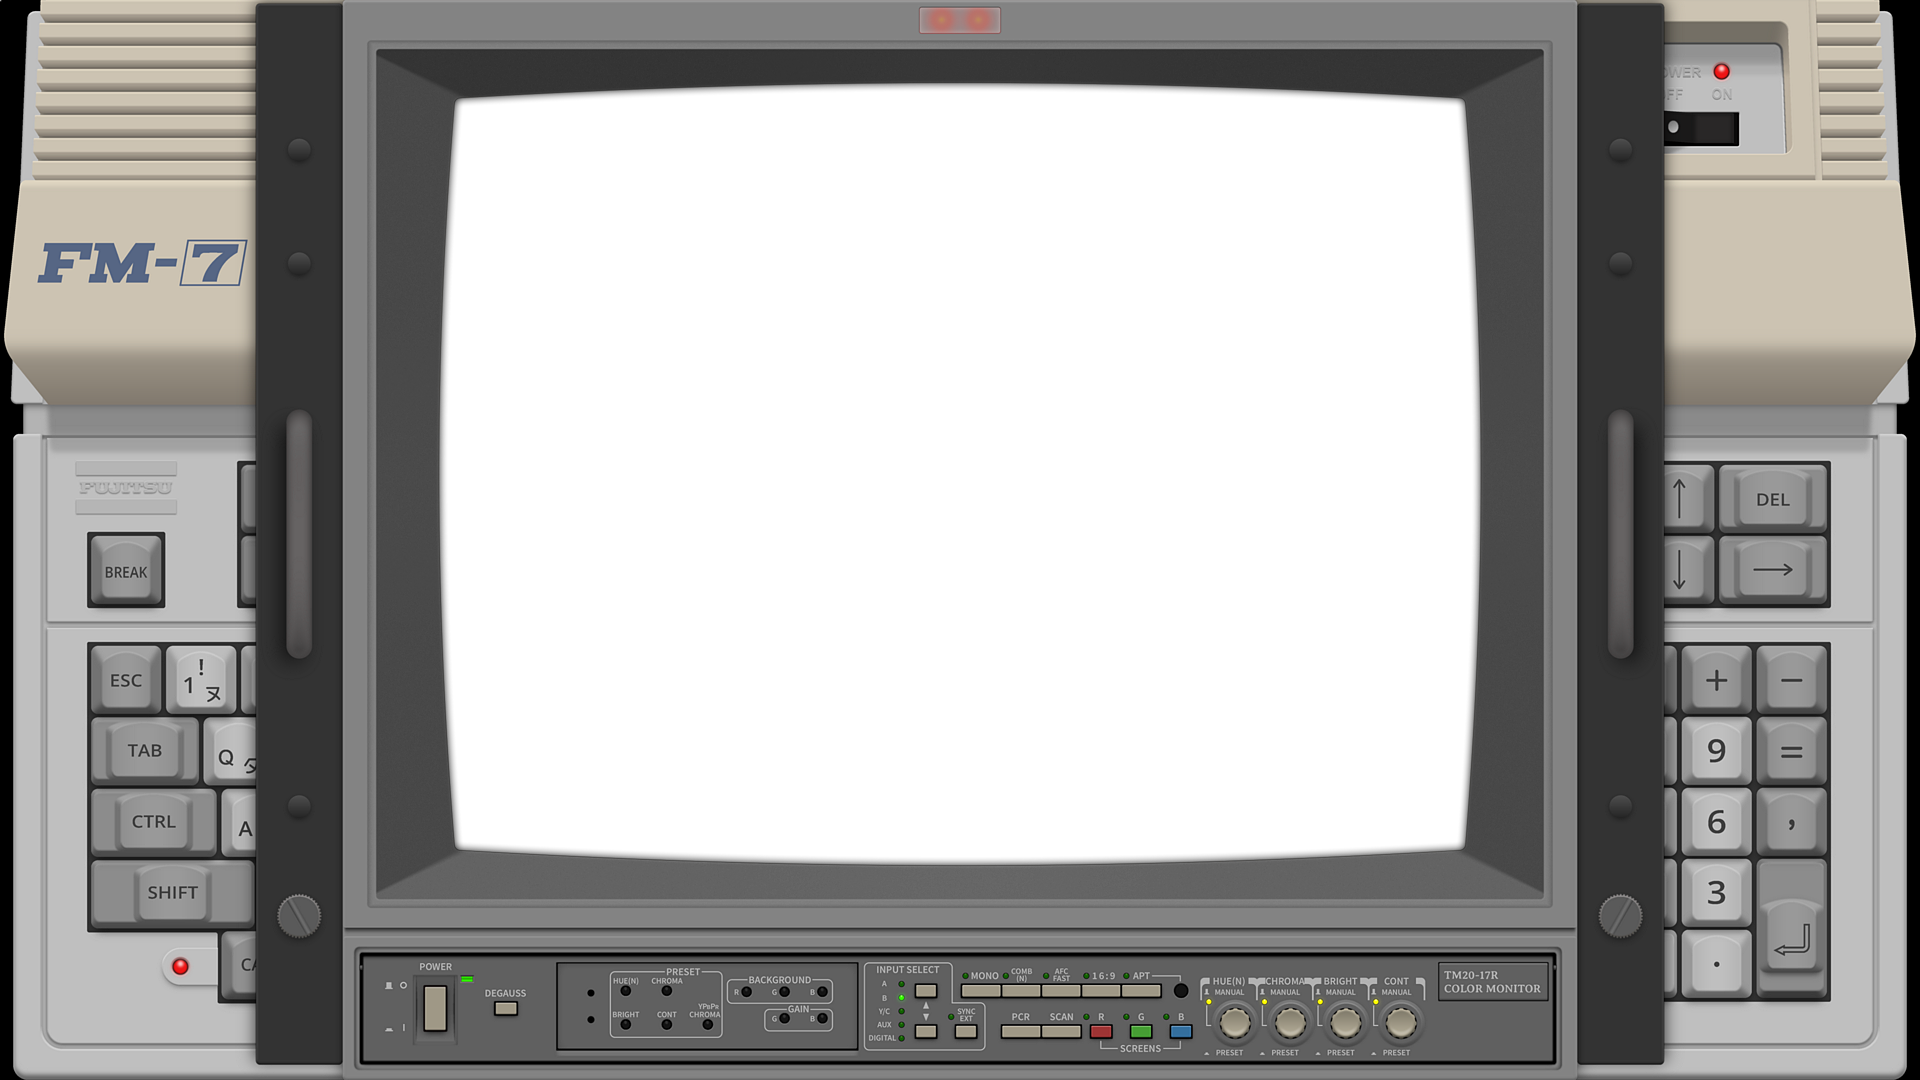 POWER
OFF ON
FM-7
FUJITSU
BREAK
ESC
!
1 ヌ
TAB
Q タ
CTRL
A
SHIFT
CA
↑
DEL
↓
→
+
−
9
=
6
,
3
.
POWER
O
I
DEGAUSS
PRESET
HUE(N) CHROMA
BRIGHT CONT YPBPR CHROMA
BACKGROUND
R G B
GAIN
G B
INPUT SELECT
A
B
Y/C
AUX
DIGITAL
SYNC
EXT
MONO
COMB
(N)
AFC
FAST
16:9
APT
PCR SCAN R G B
SCREENS
HUE(N) CHROMA BRIGHT CONT
MANUAL MANUAL MANUAL MANUAL
PRESET PRESET PRESET PRESET
TM20-17R
COLOR MONITOR